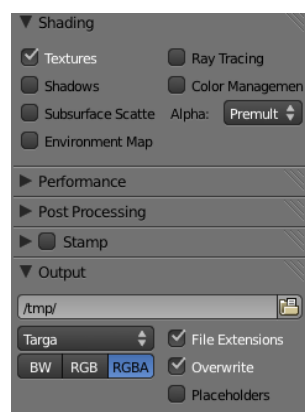 Shading
Textures Ray Tracing
Shadows Color Managemen
Subsurface Scatte Alpha: Premult
Environment Map
Performance
Post Processing
Stamp
Output
/tmp/
Targa File Extensions
BW RGB RGBA Overwrite
Placeholders